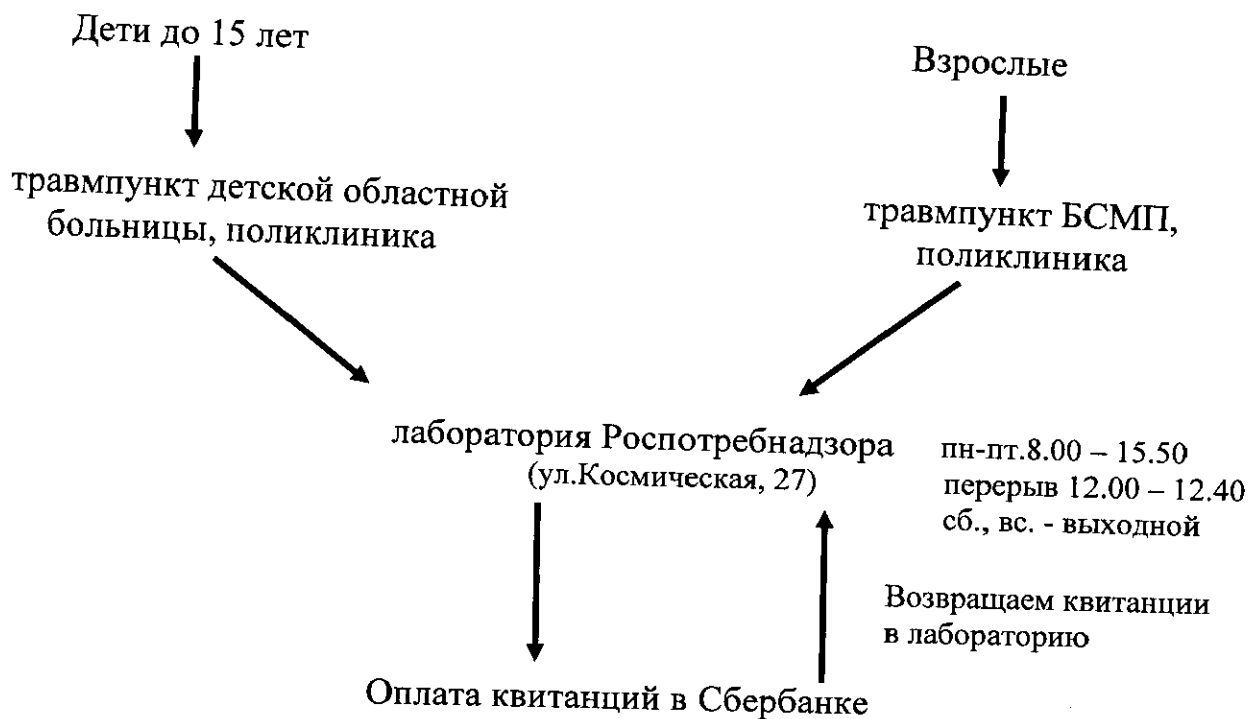 Дети до 15 лет
Взрослые
травмпункт детской областной
больницы, поликлиника
травмпункт БСМП,
поликлиника
лаборатория Роспотребнадзора
(ул.Космическая, 27)
пн-пт.8.00 – 15.50
перерыв 12.00 – 12.40
сб., вс. - выходной
Возвращаем квитанции
в лабораторию
Оплата квитанций в Сбербанке